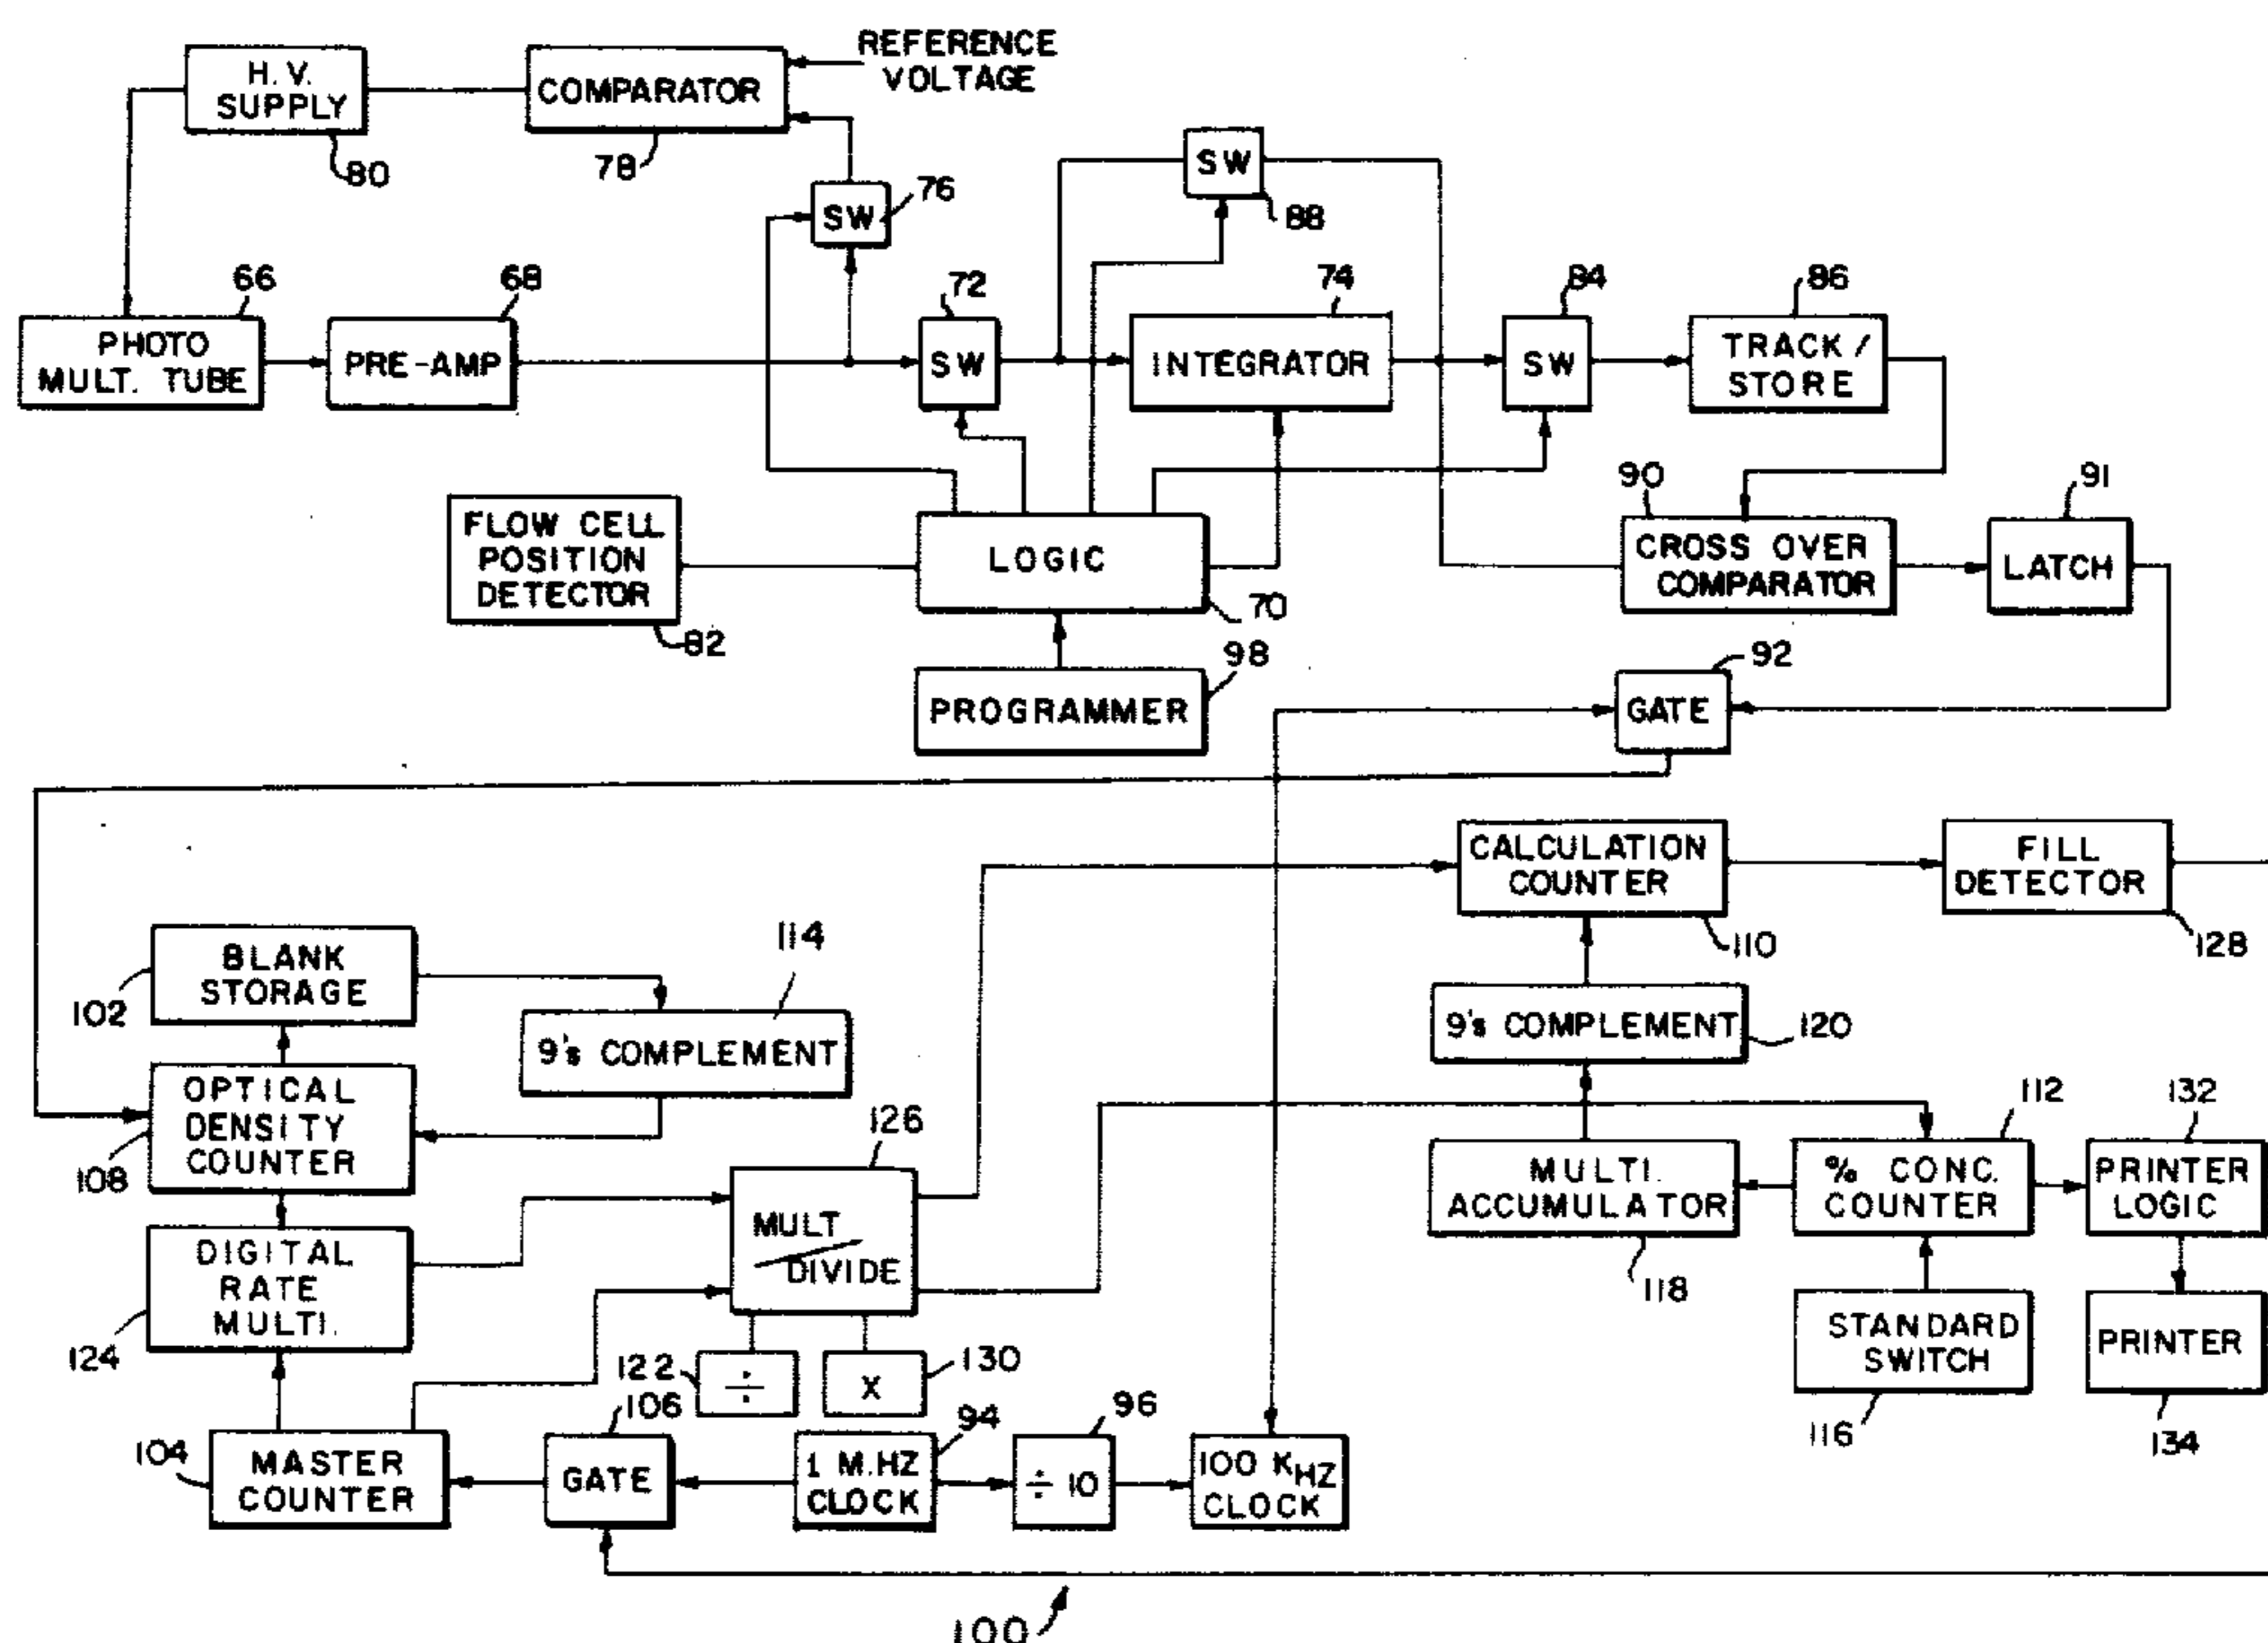 H.V.
SUPPLY
80
COMPARATOR
78
REFERENCE
VOLTAGE
SW
76
SW
88
PHOTO
MULT. TUBE
66
PRE-AMP
68
SW
72
INTEGRATOR
74
SW
84
TRACK /
STORE
86
FLOW CELL
POSITION
DETECTOR
82
LOGIC
70
CROSS OVER
COMPARATOR
90
LATCH
91
PROGRAMMER
98
GATE
92
CALCULATION
COUNTER
110
FILL
DETECTOR
128
BLANK
STORAGE
102
9's COMPLEMENT
114
9's COMPLEMENT
120
OPTICAL
DENSITY
COUNTER
108
MULT
DIVIDE
126
MULTI.
ACCUMULATOR
118
% CONC.
COUNTER
112
PRINTER
LOGIC
132
DIGITAL
RATE
MULTI.
124
÷
122
X
130
STANDARD
SWITCH
116
PRINTER
134
MASTER
COUNTER
104
GATE
106
1 M.HZ
CLOCK
94
÷ 10
96
100 KHZ
CLOCK
100